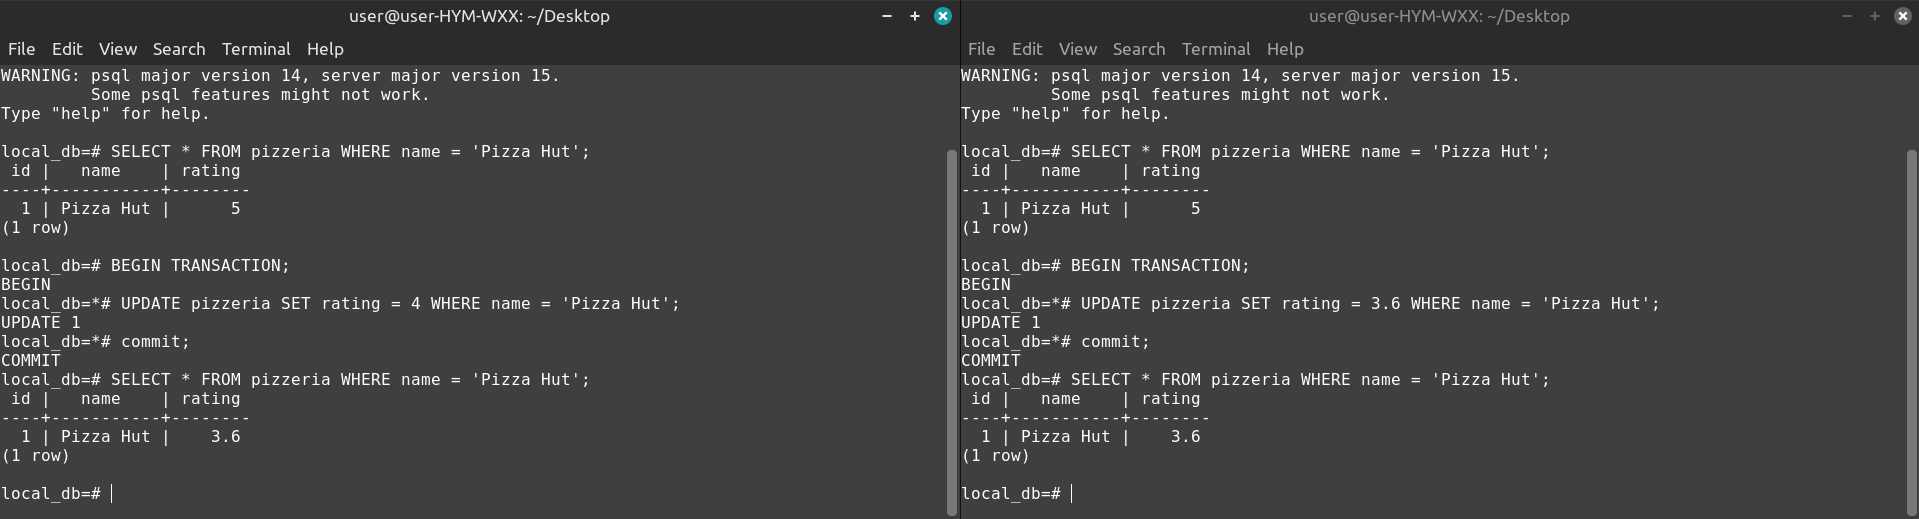 user@user-HYM-WXX: ~/Desktop
File Edit View Search Terminal Help
WARNING: psql major version 14, server major version 15.
         Some psql features might not work.
Type "help" for help.

local_db=# SELECT * FROM pizzeria WHERE name = 'Pizza Hut';
 id |   name    | rating
----+-----------+--------
  1 | Pizza Hut |      5
(1 row)

local_db=# BEGIN TRANSACTION;
BEGIN
local_db=*# UPDATE pizzeria SET rating = 4 WHERE name = 'Pizza Hut';
UPDATE 1
local_db=*# commit;
COMMIT
local_db=# SELECT * FROM pizzeria WHERE name = 'Pizza Hut';
 id |   name    | rating
----+-----------+--------
  1 | Pizza Hut |    3.6
(1 row)

local_db=#
user@user-HYM-WXX: ~/Desktop
File Edit View Search Terminal Help
WARNING: psql major version 14, server major version 15.
         Some psql features might not work.
Type "help" for help.

local_db=# SELECT * FROM pizzeria WHERE name = 'Pizza Hut';
 id |   name    | rating
----+-----------+--------
  1 | Pizza Hut |      5
(1 row)

local_db=# BEGIN TRANSACTION;
BEGIN
local_db=*# UPDATE pizzeria SET rating = 3.6 WHERE name = 'Pizza Hut';
UPDATE 1
local_db=*# commit;
COMMIT
local_db=# SELECT * FROM pizzeria WHERE name = 'Pizza Hut';
 id |   name    | rating
----+-----------+--------
  1 | Pizza Hut |    3.6
(1 row)

local_db=#